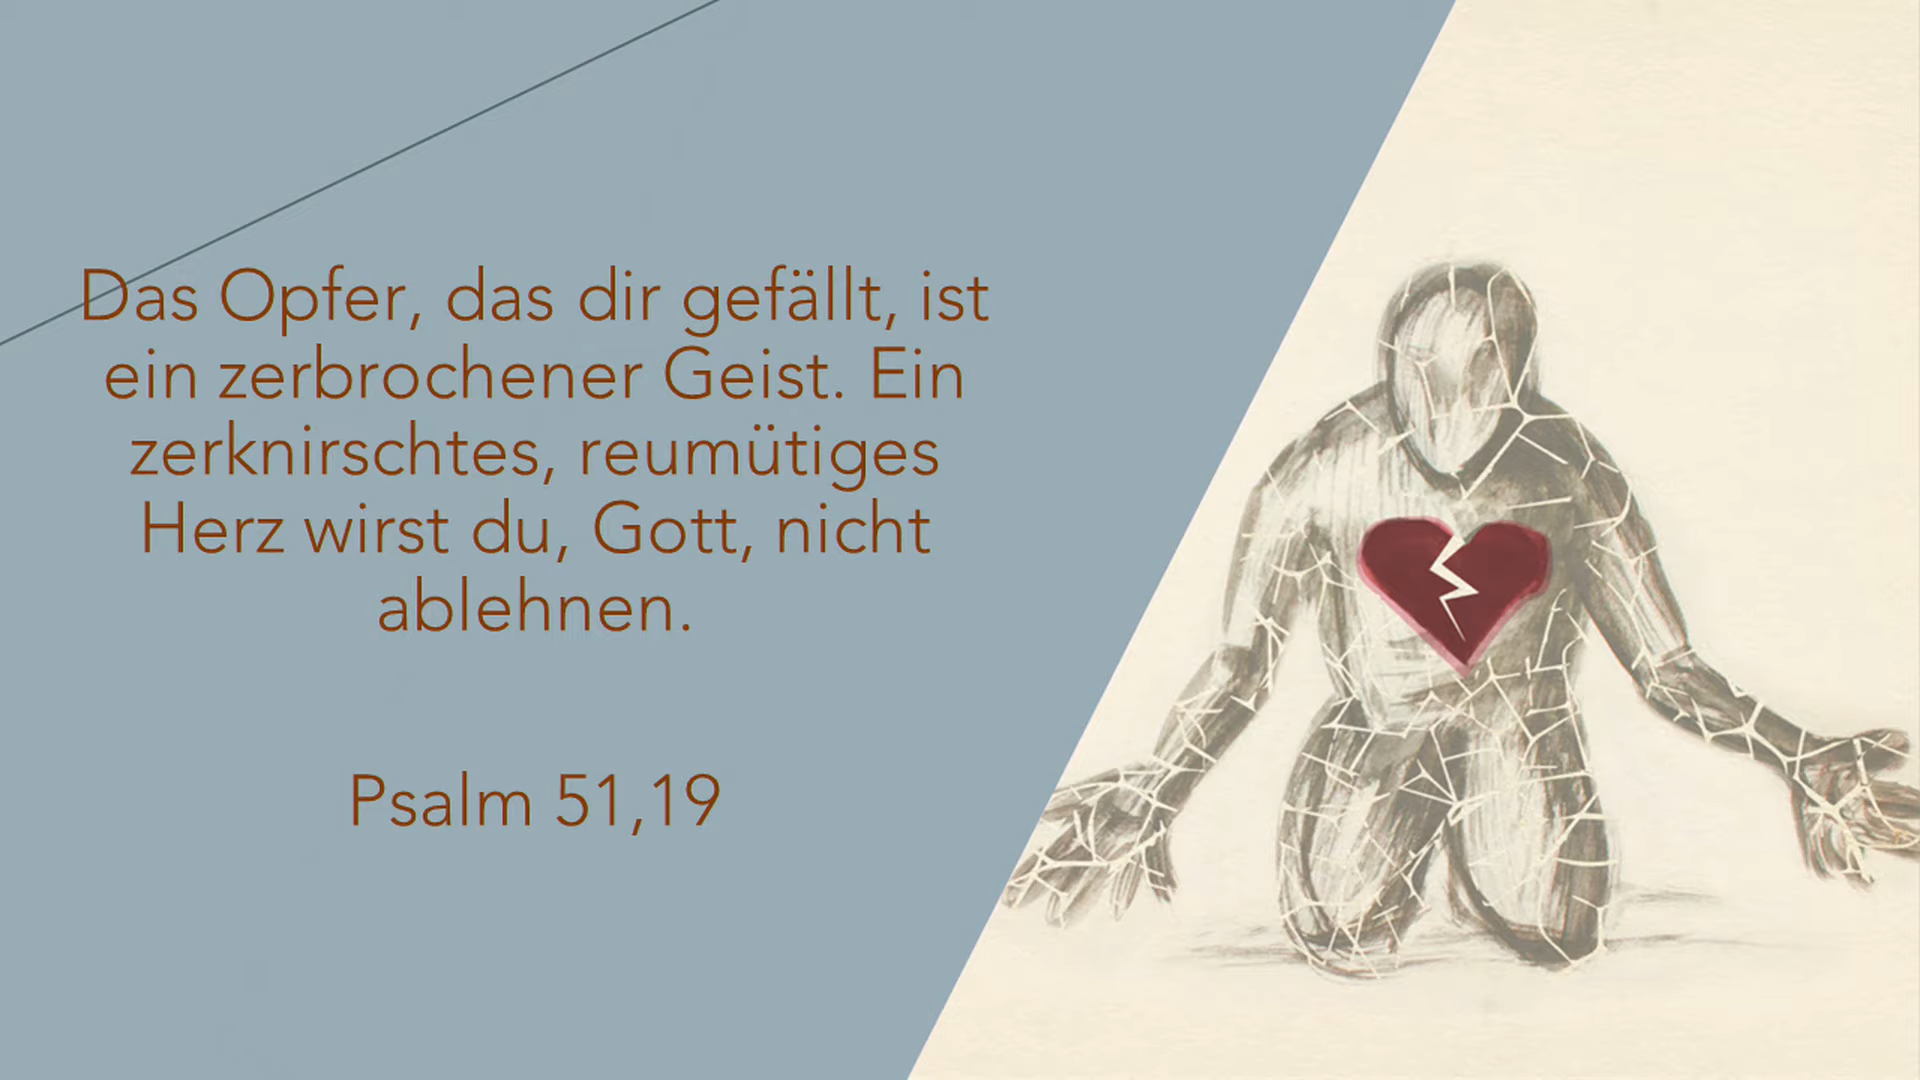 Das Opfer, das dir gefällt, ist
ein zerbrochener Geist. Ein
zerknirschtes, reumütiges
Herz wirst du, Gott, nicht
ablehnen.
Psalm 51,19